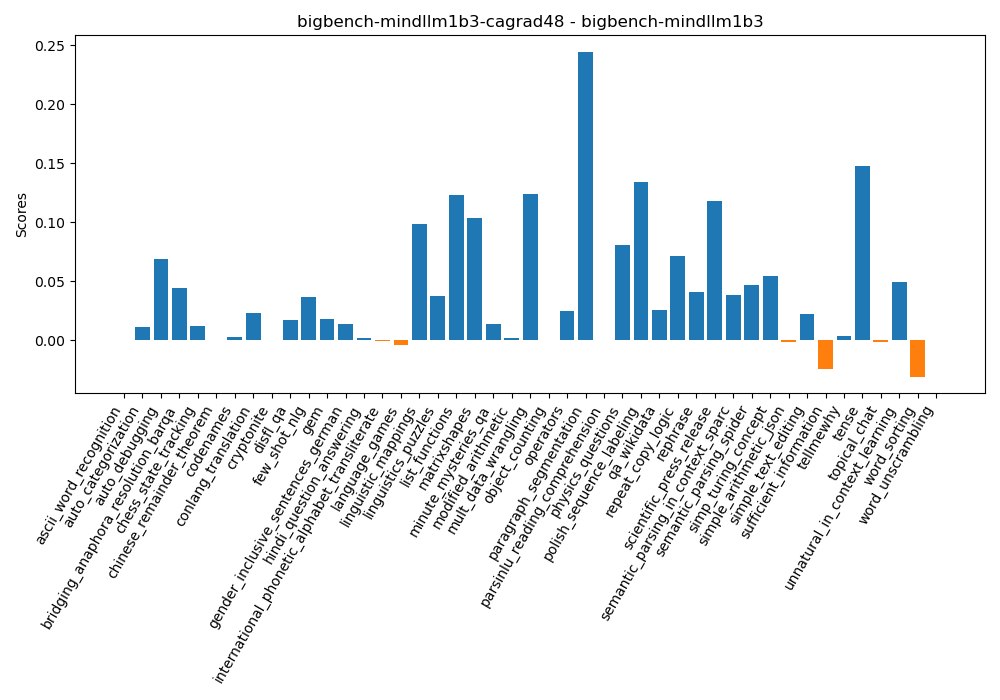 bigbench-mindllm1b3-cagrad48 - bigbench-mindllm1b3
Scores
0.25
0.20
0.15
0.10
0.05
0.00
ascii_word_recognition
auto_categorization
auto_debugging
bridging_anaphora_resolution_barqa
chess_state_tracking
chinese_remainder_theorem
codenames
conlang_translation
cryptonite
disfl_qa
few_shot_nlg
gem
gender_inclusive_sentences_german
hindi_question_answering
international_phonetic_alphabet_transliterate
language_games
linguistic_mappings
linguistics_puzzles
list_functions
matrixshapes
minute_mysteries_qa
modified_arithmetic
mult_data_wrangling
object_counting
operators
paragraph_segmentation
parsinlu_reading_comprehension
physics_questions
polish_sequence_labeling
qa_wikidata
repeat_copy_logic
rephrase
scientific_press_release
semantic_parsing_in_context_sparc
semantic_parsing_spider
simp_turing_concept
simple_arithmetic_json
simple_text_editing
sufficient_information
tellmewhy
tense
topical_chat
unnatural_in_context_learning
word_sorting
word_unscrambling